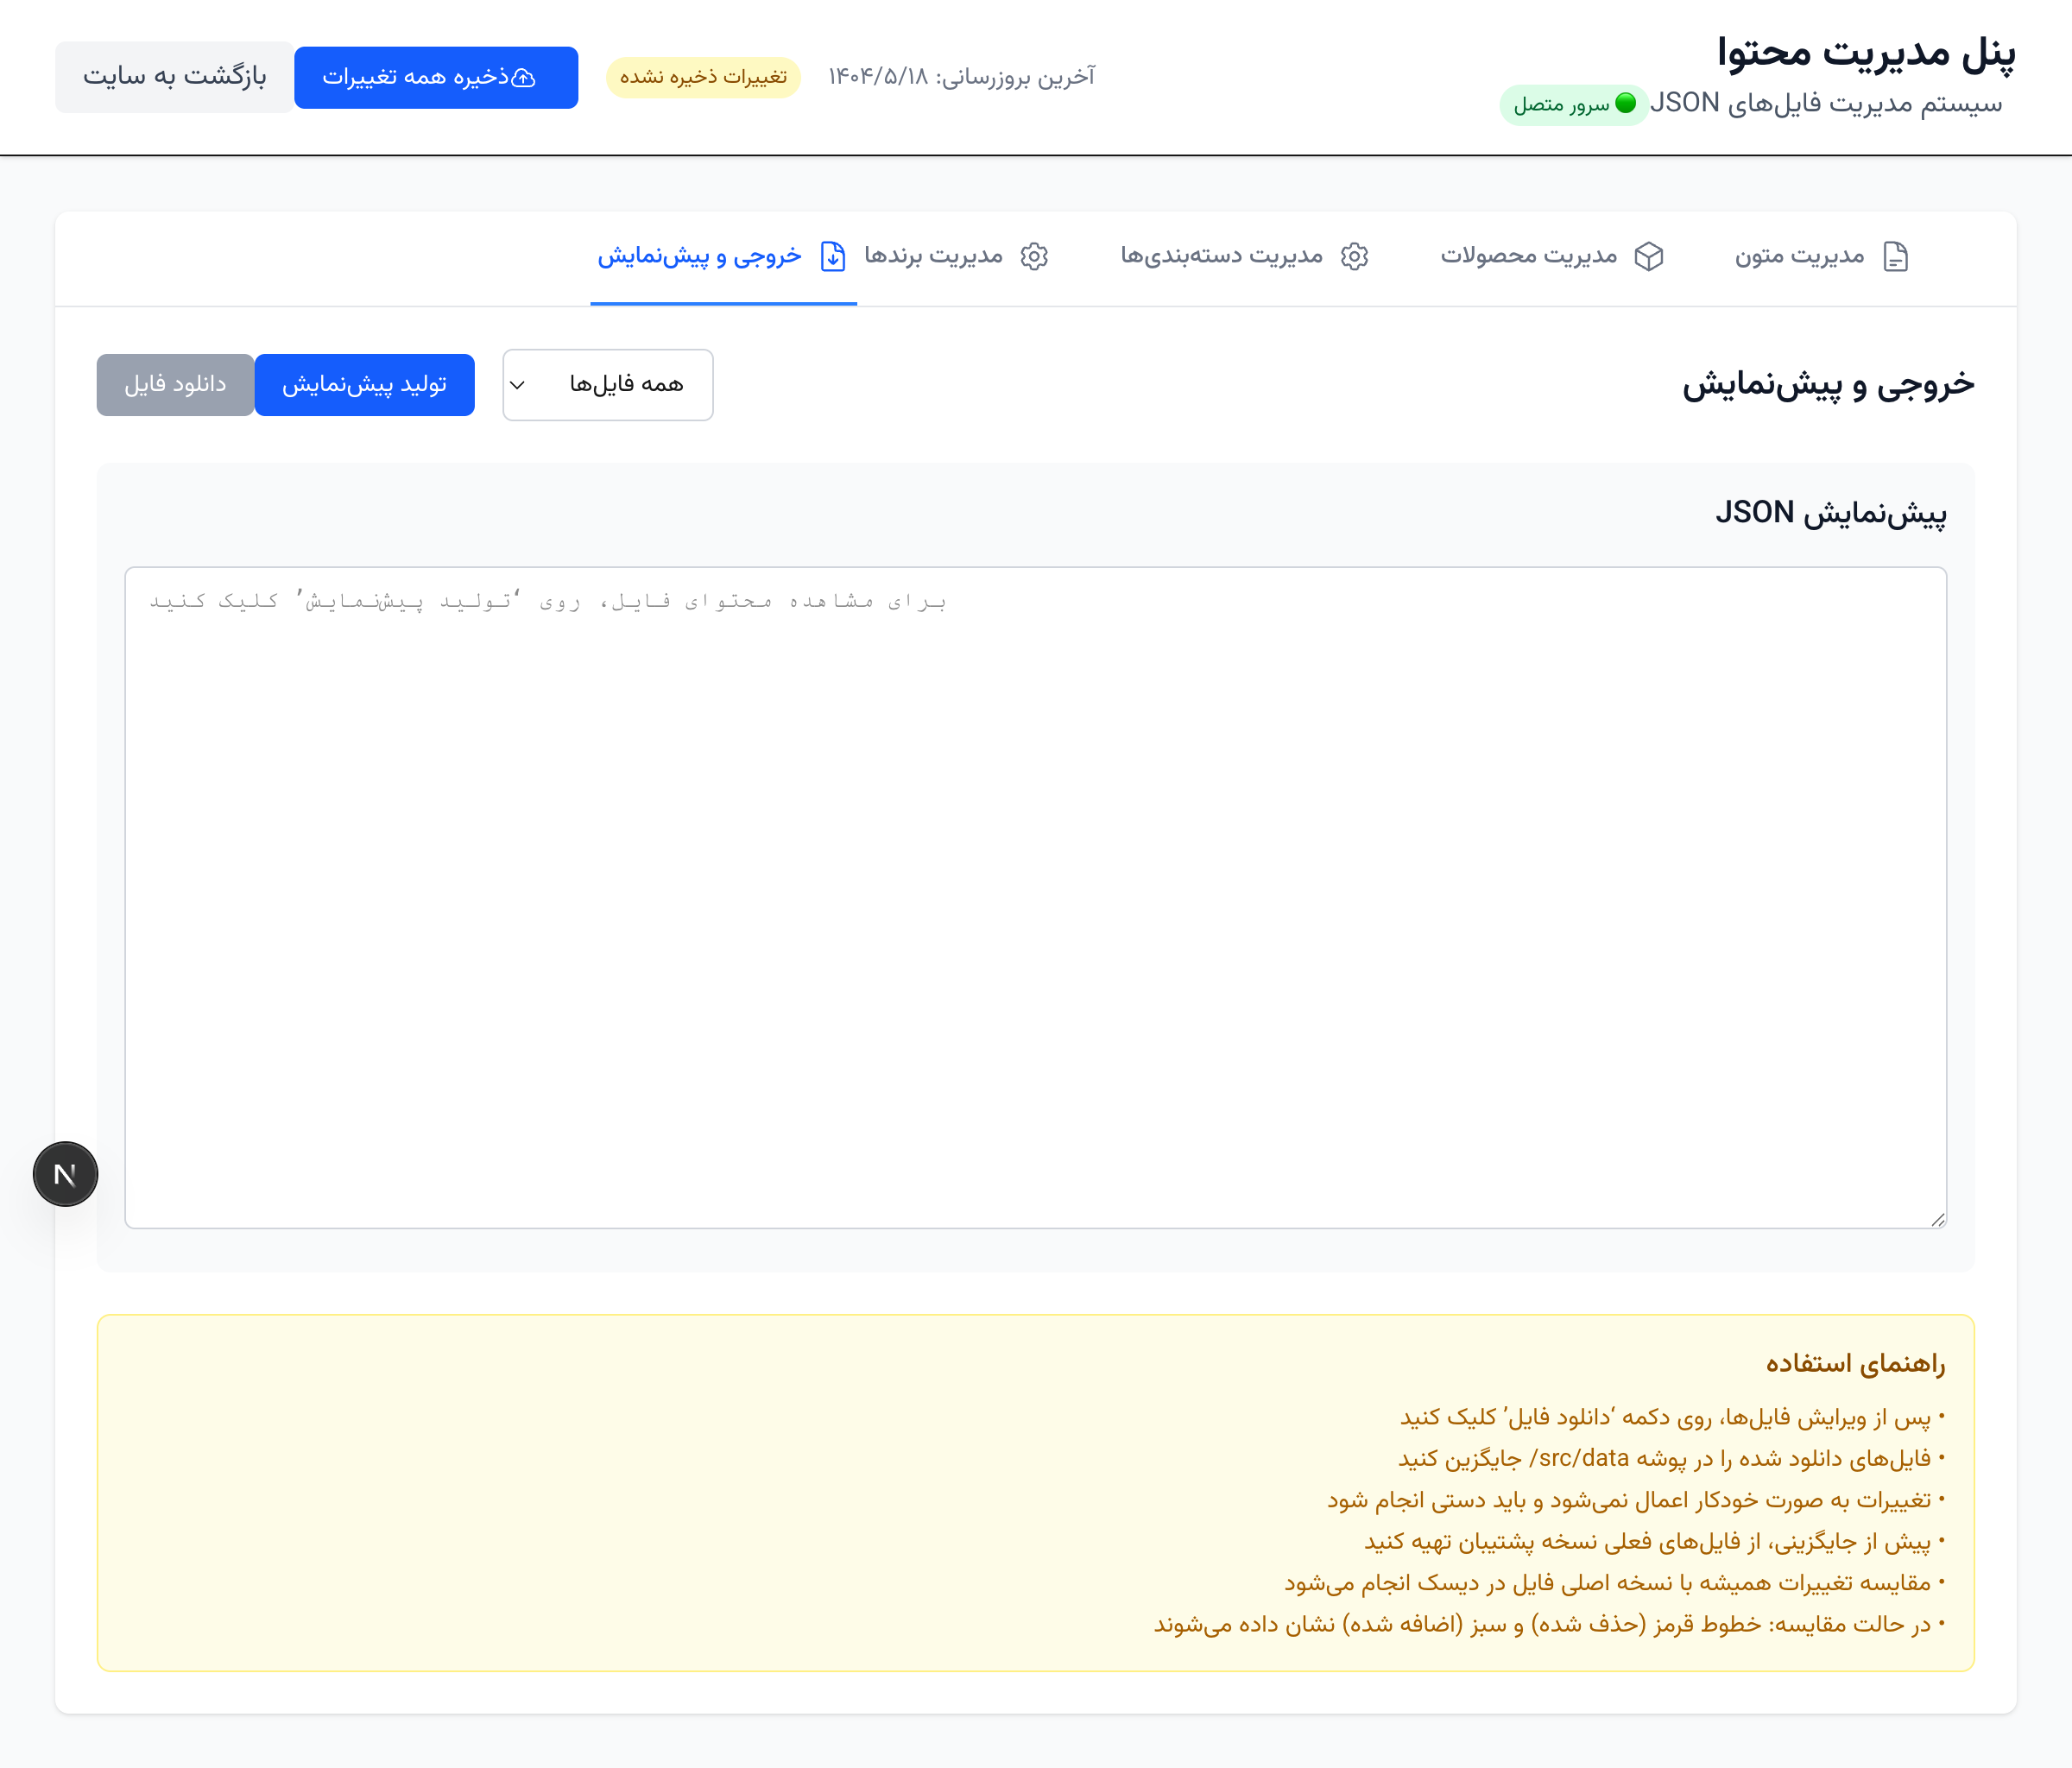 پنل مدیریت محتوا
سیستم مدیریت فایل‌های JSON
سرور متصل
آخرین بروزرسانی: ۱۴۰۴/۵/۱۸
تغییرات ذخیره نشده
ذخیره همه تغییرات
بازگشت به سایت
مدیریت متون
مدیریت محصولات
مدیریت دسته‌بندی‌ها
مدیریت برندها
خروجی و پیش‌نمایش
خروجی و پیش‌نمایش
همه فایل‌ها
تولید پیش‌نمایش
دانلود فایل
پیش‌نمایش JSON
برای مشاهده محتوای فایل، روی ‘تولید پیش‌نمایش’ کلیک کنید
N
راهنمای استفاده
• پس از ویرایش فایل‌ها، روی دکمه ‘دانلود فایل’ کلیک کنید
• فایل‌های دانلود شده را در پوشه src/data/ جایگزین کنید
• تغییرات به صورت خودکار اعمال نمی‌شود و باید دستی انجام شود
• پیش از جایگزینی، از فایل‌های فعلی نسخه پشتیبان تهیه کنید
• مقایسه تغییرات همیشه با نسخه اصلی فایل در دیسک انجام می‌شود
• در حالت مقایسه: خطوط قرمز (حذف شده) و سبز (اضافه شده) نشان داده می‌شوند